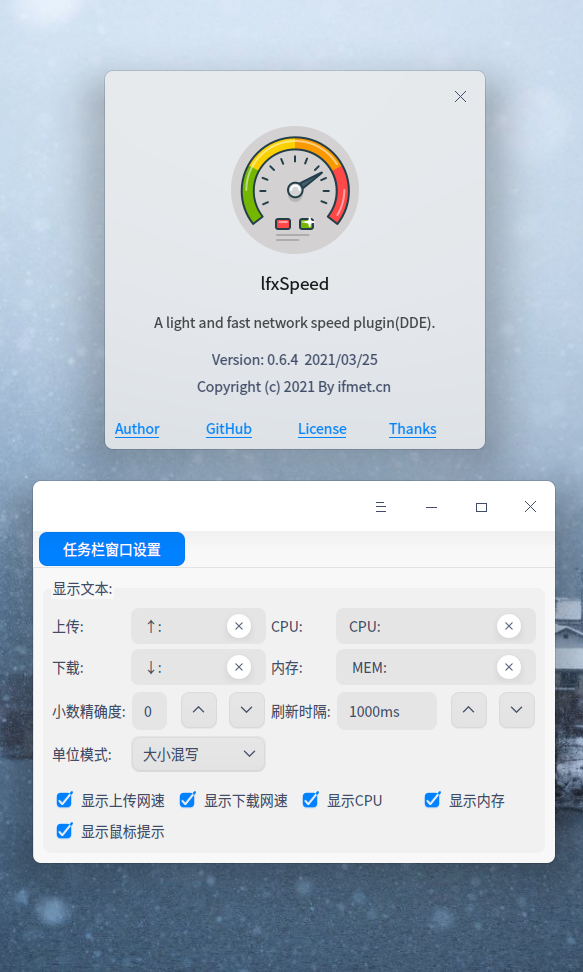 lfxSpeed
A light and fast network speed plugin(DDE).
Version: 0.6.4  2021/03/25
Copyright (c) 2021 By ifmet.cn
Author GitHub License Thanks
任务栏窗口设置
显示文本:
上传: ↑: CPU: CPU:
下载: ↓: 内存: MEM:
小数精确度: 0 刷新时隔: 1000ms
单位模式: 大小混写
显示上传网速 显示下载网速 显示CPU 显示内存
显示鼠标提示